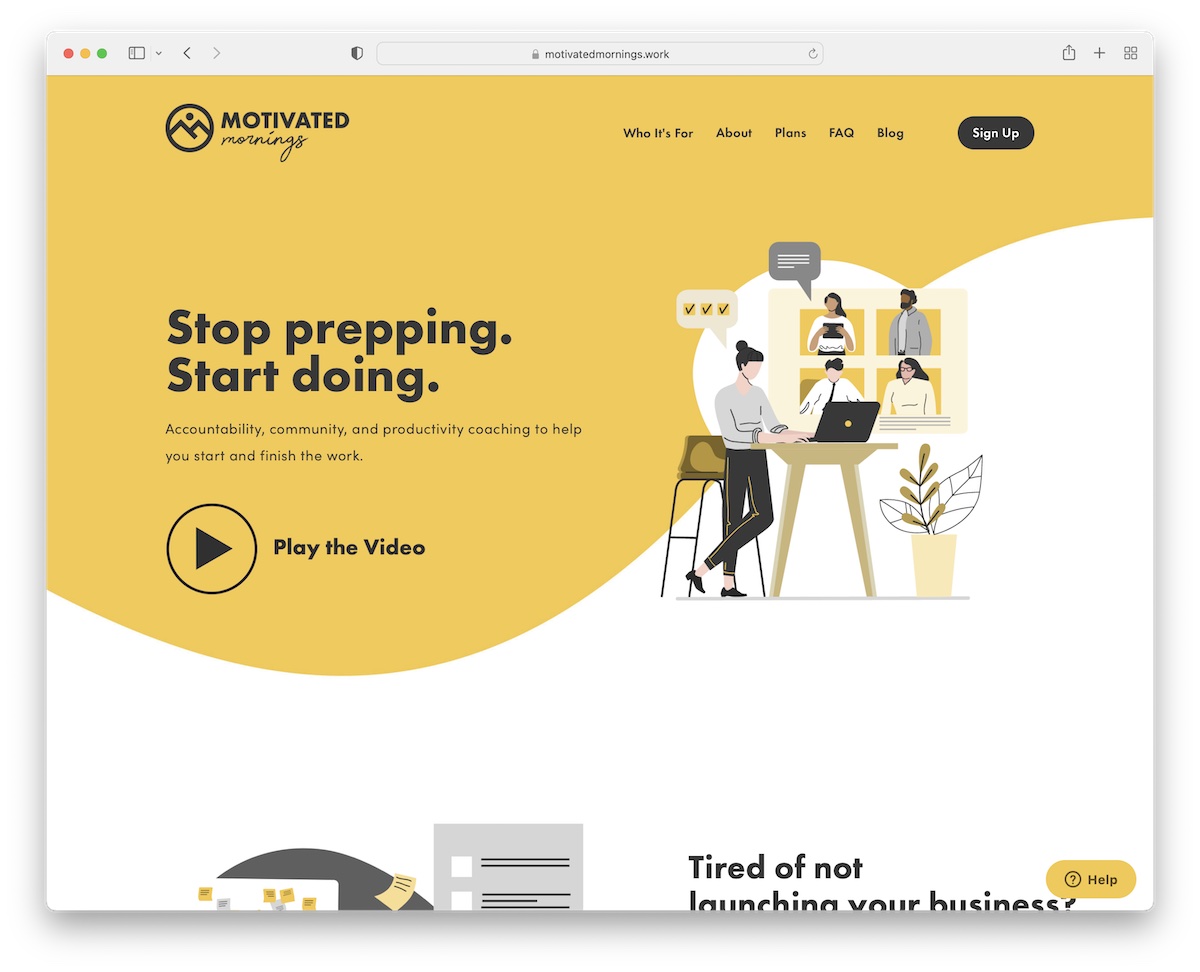 motivatedmornings.work
MOTIVATED
mornings
Who It's For
About
Plans
FAQ
Blog
Sign Up
Stop prepping.
Start doing.
Accountability, community, and productivity coaching to help
you start and finish the work.
Play the Video
Tired of not
launching your business?
Help